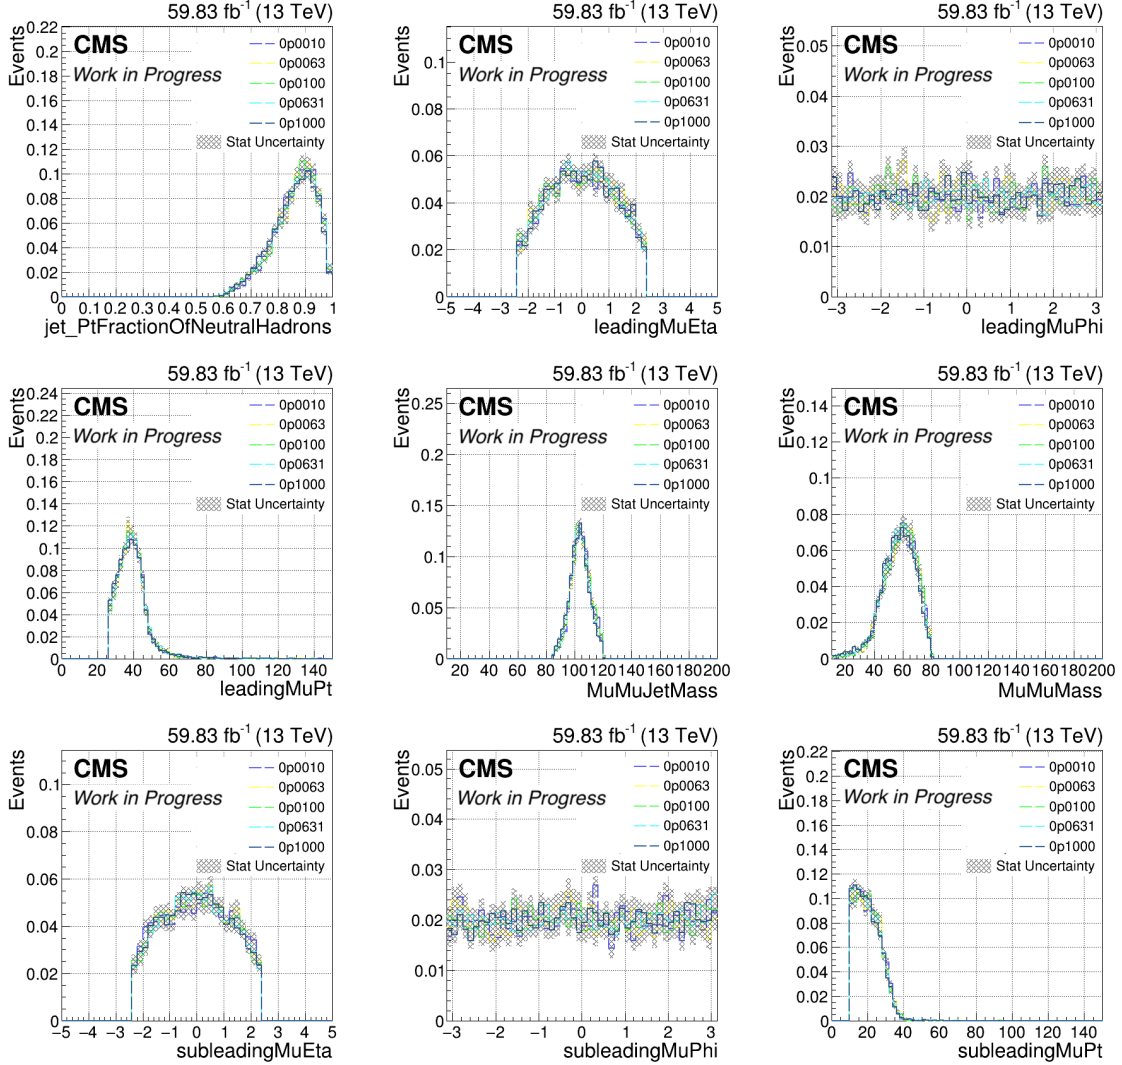 59.83 fb-1 (13 TeV)
Events
CMS
Work in Progress
0p0010
0p0063
0p0100
0p0631
0p1000
Stat Uncertainty
0.22
0.2
0.18
0.16
0.14
0.12
0.1
0.08
0.06
0.04
0.02
0
0 0.1 0.2 0.3 0.4 0.5 0.6 0.7 0.8 0.9 1
jet_PtFractionOfNeutralHadrons
59.83 fb-1 (13 TeV)
Events
CMS
Work in Progress
0p0010
0p0063
0p0100
0p0631
0p1000
Stat Uncertainty
0.1
0.08
0.06
0.04
0.02
0
−5 −4 −3 −2 −1 0 1 2 3 4 5
leadingMuEta
59.83 fb-1 (13 TeV)
Events
CMS
Work in Progress
0p0010
0p0063
0p0100
0p0631
0p1000
Stat Uncertainty
0.05
0.04
0.03
0.02
0.01
0
−3 −2 −1 0 1 2 3
leadingMuPhi
59.83 fb-1 (13 TeV)
Events
CMS
Work in Progress
0p0010
0p0063
0p0100
0p0631
0p1000
Stat Uncertainty
0.24
0.22
0.2
0.18
0.16
0.14
0.12
0.1
0.08
0.06
0.04
0.02
0
0 20 40 60 80 100 120 140
leadingMuPt
59.83 fb-1 (13 TeV)
Events
CMS
Work in Progress
0p0010
0p0063
0p0100
0p0631
0p1000
Stat Uncertainty
0.25
0.2
0.15
0.1
0.05
0
20 40 60 80 100 120 140 160 180 200
MuMuJetMass
59.83 fb-1 (13 TeV)
Events
CMS
Work in Progress
0p0010
0p0063
0p0100
0p0631
0p1000
Stat Uncertainty
0.14
0.12
0.1
0.08
0.06
0.04
0.02
0
20 40 60 80 100 120 140 160 180 200
MuMuMass
59.83 fb-1 (13 TeV)
Events
CMS
Work in Progress
0p0010
0p0063
0p0100
0p0631
0p1000
Stat Uncertainty
0.1
0.08
0.06
0.04
0.02
0
−5 −4 −3 −2 −1 0 1 2 3 4 5
subleadingMuEta
59.83 fb-1 (13 TeV)
Events
CMS
Work in Progress
0p0010
0p0063
0p0100
0p0631
0p1000
Stat Uncertainty
0.05
0.04
0.03
0.02
0.01
0
−3 −2 −1 0 1 2 3
subleadingMuPhi
59.83 fb-1 (13 TeV)
Events
CMS
Work in Progress
0p0010
0p0063
0p0100
0p0631
0p1000
Stat Uncertainty
0.22
0.2
0.18
0.16
0.14
0.12
0.1
0.08
0.06
0.04
0.02
0
0 20 40 60 80 100 120 140
subleadingMuPt